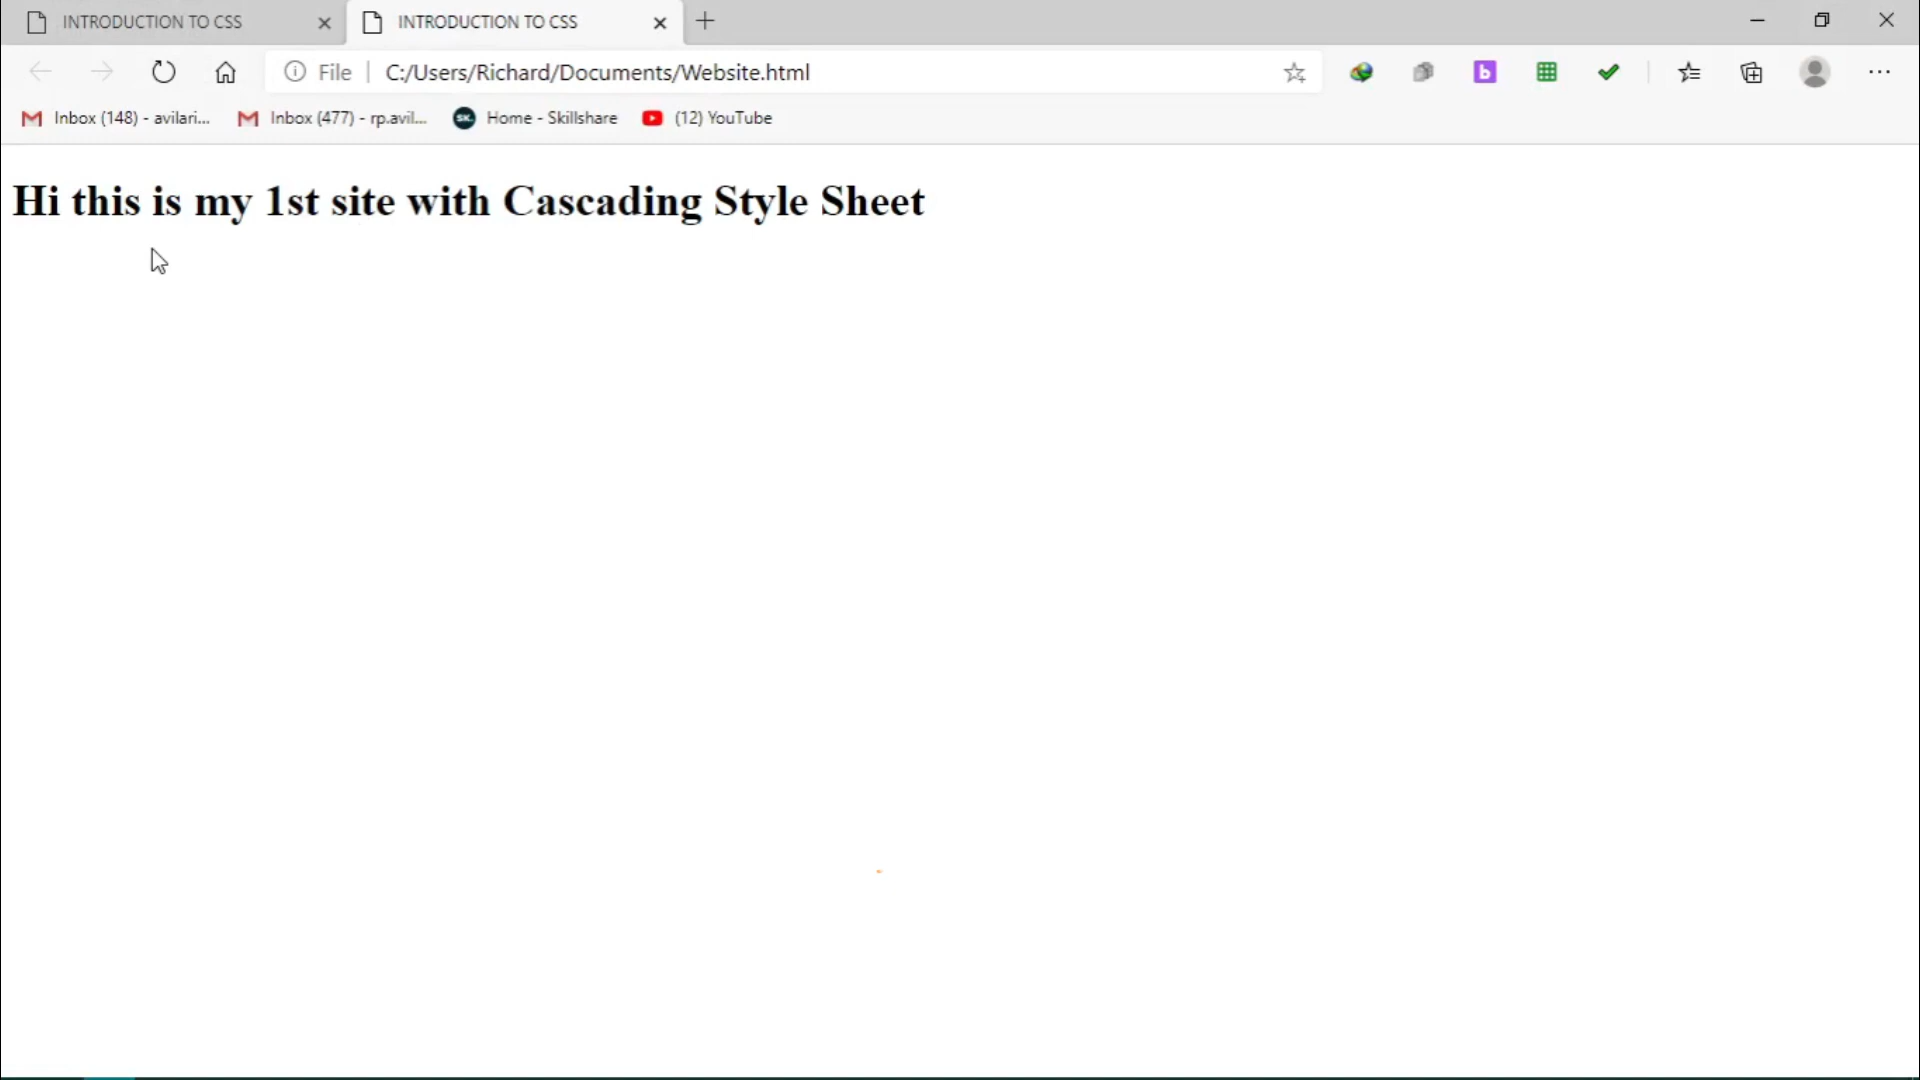 INTRODUCTION TO CSS
INTRODUCTION TO CSS
File C:/Users/Richard/Documents/Website.html
b
Inbox (148) - avilari...
Inbox (477) - rp.avil...
SK.
Home - Skillshare
(12) YouTube
Hi this is my 1st site with Cascading Style Sheet